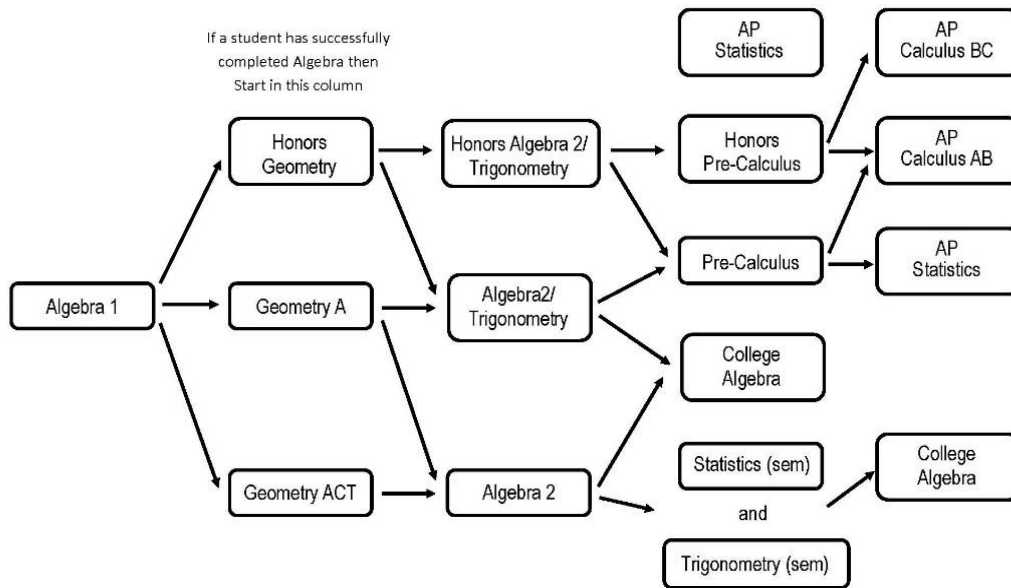 If a student has successfully
completed Algebra then
Start in this column
AP
Statistics
AP
Calculus BC
Honors
Geometry
Honors Algebra 2/
Trigonometry
Honors
Pre-Calculus
AP
Calculus AB
Algebra 1
Geometry A
Algebra2/
Trigonometry
Pre-Calculus
AP
Statistics
College
Algebra
Geometry ACT
Algebra 2
Statistics (sem)
and
Trigonometry (sem)
College
Algebra